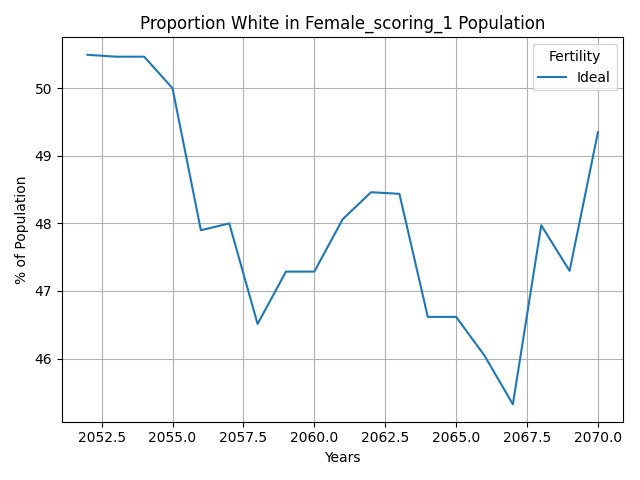 Proportion White in Female_scoring_1 Population
Fertility
Ideal
% of Population
50
49
48
47
46
2052.5 2055.0 2057.5 2060.0 2062.5 2065.0 2067.5 2070.0
Years